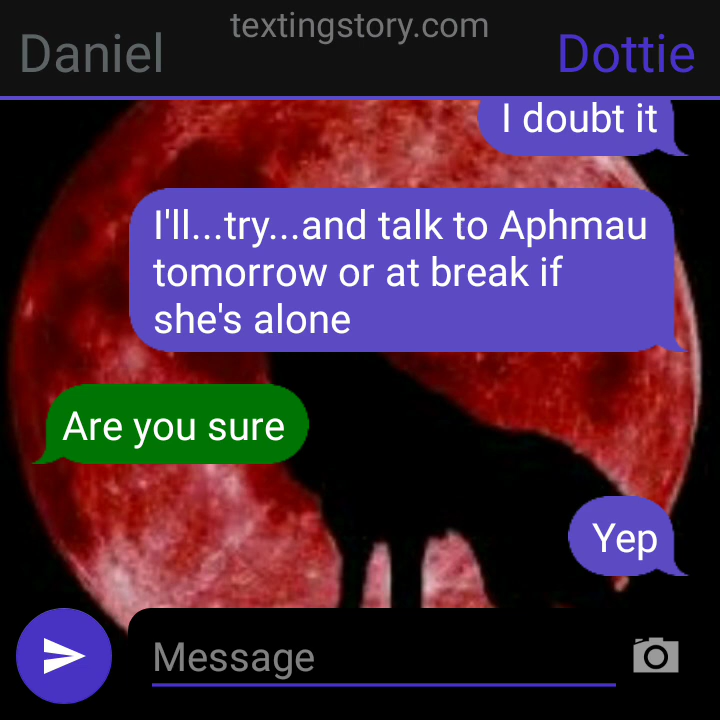 textingstory.com
Daniel
Dottie
I doubt it
I'll...try...and talk to Aphmau
tomorrow or at break if
she's alone
Are you sure
Yep
Message